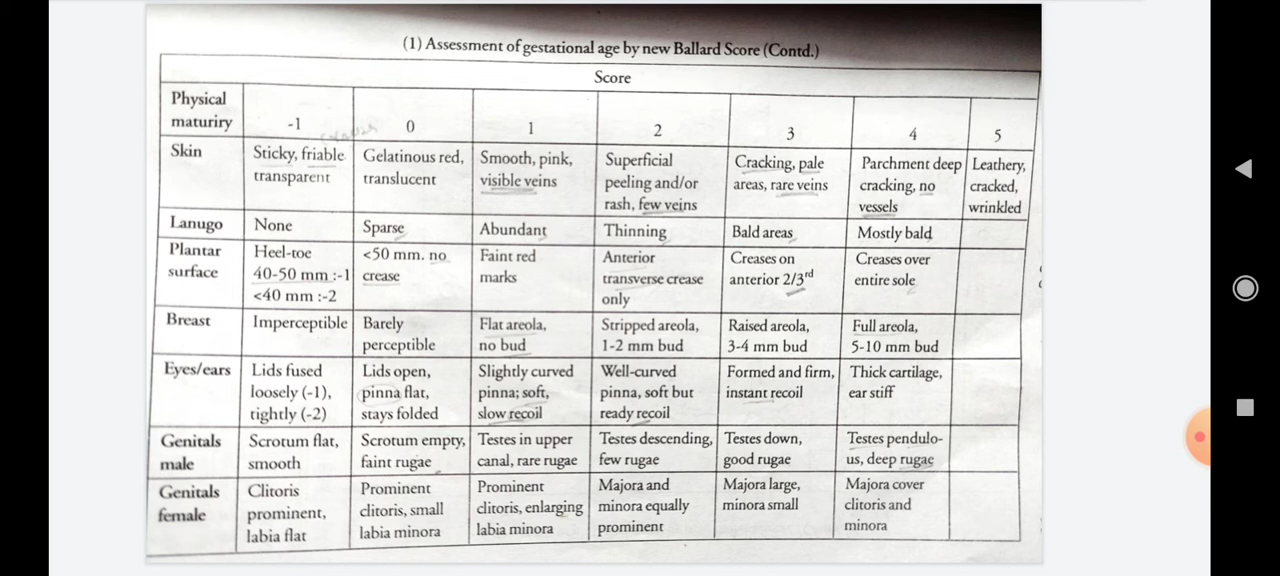 (1) Assessment of gestational age by new Ballard Score (Contd.)
Score
Physical
maturiry
-1
0
1
2
3
4
5
Skin
Sticky, friable
transparent
Gelatinous red,
translucent
Smooth, pink,
visible veins
Superficial
peeling and/or
rash, few veins
Cracking, pale
areas, rare veins
Parchment deep
cracking, no
vessels
Leathery,
cracked,
wrinkled
Lanugo
None
Sparse
Abundant
Thinning
Bald areas
Mostly bald
Plantar
surface
Heel-toe
40-50 mm :-1
<40 mm :-2
<50 mm. no
crease
Faint red
marks
Anterior
transverse crease
only
Creases on
anterior 2/3rd
Creases over
entire sole
Breast
Imperceptible
Barely
perceptible
Flat areola,
no bud
Stripped areola,
1-2 mm bud
Raised areola,
3-4 mm bud
Full areola,
5-10 mm bud
Eyes/ears
Lids fused
loosely (-1),
tightly (-2)
Lids open,
pinna flat,
stays folded
Slightly curved
pinna; soft,
slow recoil
Well-curved
pinna, soft but
ready recoil
Formed and firm,
instant recoil
Thick cartilage,
ear stiff
Genitals
male
Scrotum flat,
smooth
Scrotum empty,
faint rugae
Testes in upper
canal, rare rugae
Testes descending,
few rugae
Testes down,
good rugae
Testes pendulo-
us, deep rugae
Genitals
female
Clitoris
prominent,
labia flat
Prominent
clitoris, small
labia minora
Prominent
clitoris, enlarging
labia minora
Majora and
minora equally
prominent
Majora large,
minora small
Majora cover
clitoris and
minora